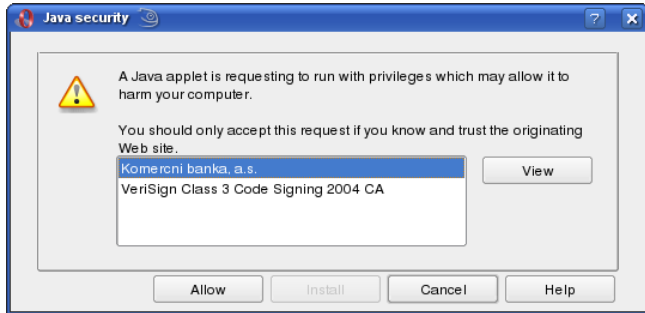 Java security
A Java applet is requesting to run with privileges which may allow it to
harm your computer.
You should only accept this request if you know and trust the originating
Web site.
Komercni banka, a.s.
View
VeriSign Class 3 Code Signing 2004 CA
Allow
Install
Cancel
Help